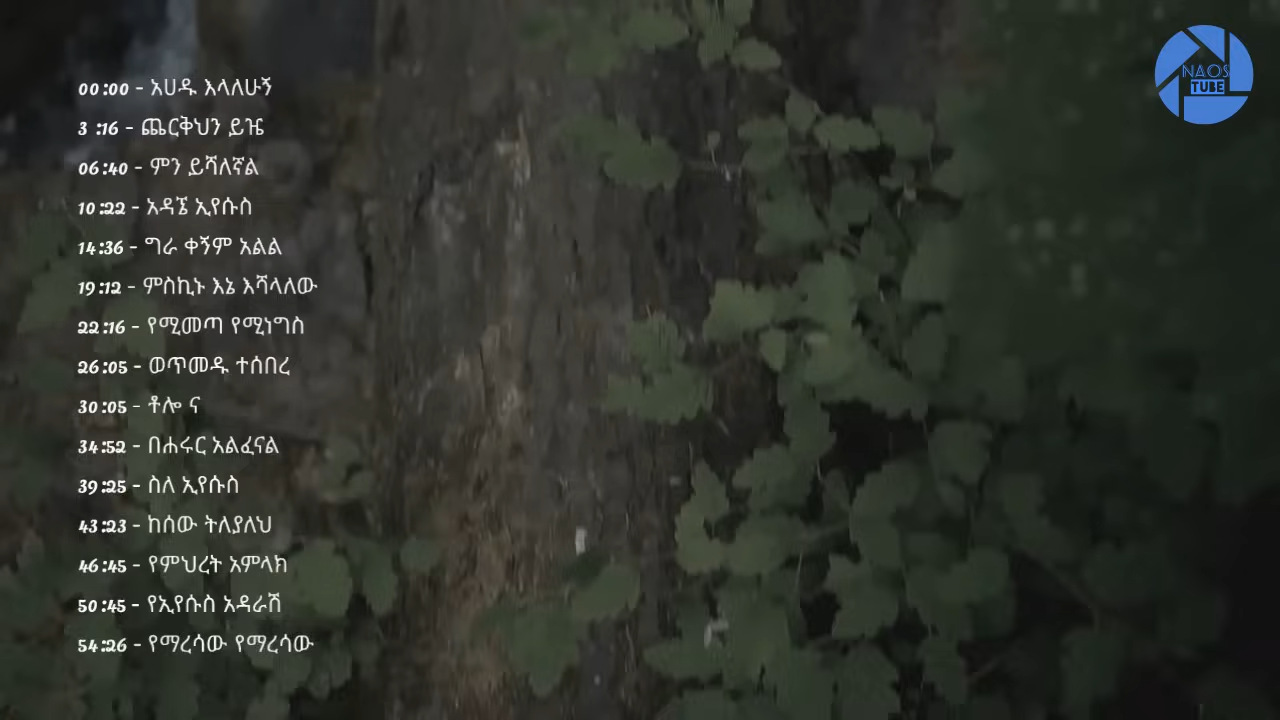 NAOS
TUBE
00:00 - አሀዱ እላለሁኝ
3 :16 - ጨርቅህን ይዤ
06:40 - ምን ይሻለኛል
10:22 - አዳኜ ኢየሱስ
14:36 - ግራ ቀኝም አልል
19:12 - ምስኪኑ እኔ እሻላለው
22:16 - የሚመጣ የሚነግስ
26:05 - ወጥመዱ ተሰበረ
30:05 - ቶሎ ና
34:52 - በሐሩር አልፈናል
39:25 - ስለ ኢየሱስ
43:23 - ከሰው ትለያለህ
46:45 - የምህረት አምላክ
50:45 - የኢየሱስ አዳራሽ
54:26 - የማረሳው የማረሳው